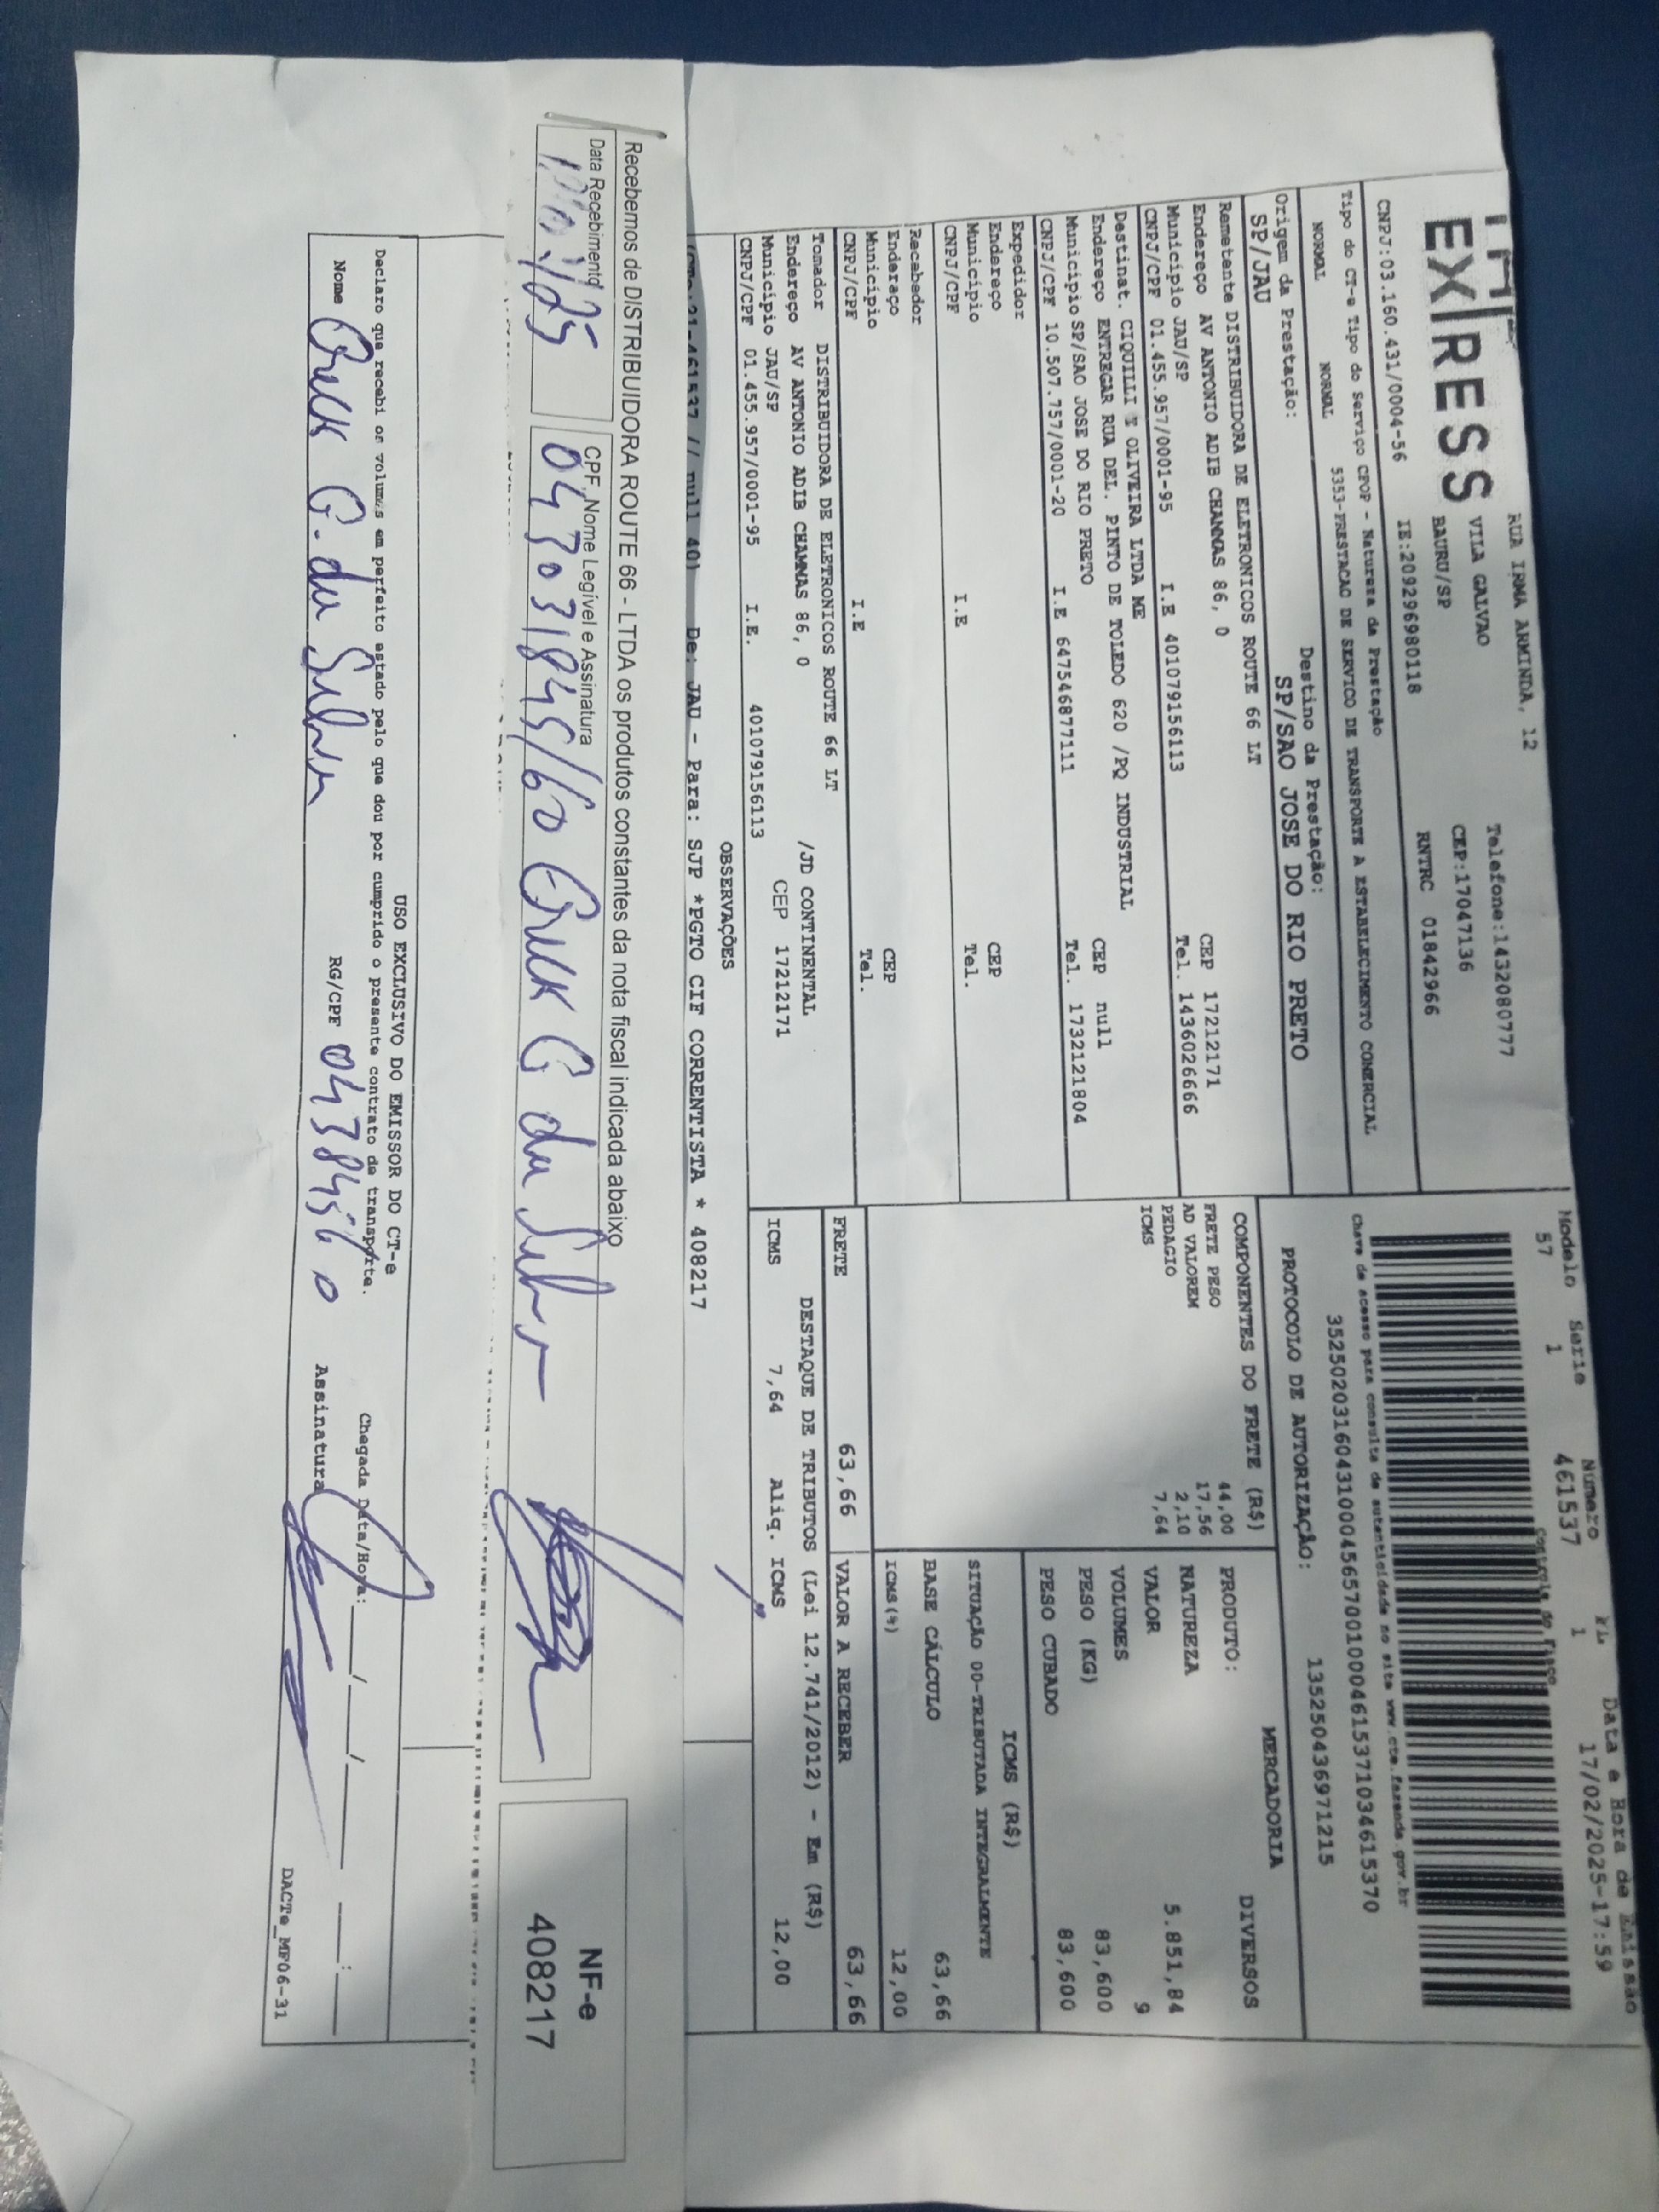 EX RESS
RUA IRMA ARMINDA, 12
VILA GALVAO
BAURU/SP
Telefone:1432080777
CEP:17047136
CNPJ:03.160.431/0004-56 IE:209296980118 RNTRC 01842966
Tipo do CT-e Tipo do Serviço CFOP - Natureza da Prestação
NORMAL NORMAL 5353-PRESTACAO DE SERVICO DE TRANSPORTE A ESTABELECIMENTO COMERCIAL
Origem da Prestação: Destino da Prestação:
SP/JAU SP/SAO JOSE DO RIO PRETO
Modelo Serie Numero FL Data e Hora de Emissão
57 1 461537 1 17/02/2025-17:59
Controle do Fisco
Chave de acesso para consulta de autenticidade no site www.cte.fazenda.gov.br
35250203160431000456570010004615371034615370
PROTOCOLO DE AUTORIZAÇÃO: 135250436971215
Remetente DISTRIBUIDORA DE ELETRONICOS ROUTE 66 LT
Endereço AV ANTONIO ADIB CHAMMAS 86, 0 CEP 17212171
Município JAU/SP Tel. 1436026666
CNPJ/CPF 01.455.957/0001-95 I.E 401079156113
Destinat. CIQUILLI E OLIVEIRA LTDA ME
Endereço ENTREGAR RUA DEL. PINTO DE TOLEDO 620 /PQ INDUSTRIAL
Município SP/SAO JOSE DO RIO PRETO CEP null
CNPJ/CPF 10.507.757/0001-20 I.E 647546877111 Tel. 1732121804
Expedidor
Endereço
Município CEP
CNPJ/CPF I.E Tel.
Recebedor
Endereço
Município CEP
CNPJ/CPF I.E Tel.
Tomador DISTRIBUIDORA DE ELETRONICOS ROUTE 66 LT
Endereço AV ANTONIO ADIB CHAMMAS 86, 0 /JD CONTINENTAL
Município JAU/SP CEP 17212171
CNPJ/CPF 01.455.957/0001-95 I.E. 401079156113
COMPONENTES DO FRETE (R$)
FRETE PESO 44,00
AD VALOREM 17,56
PEDAGIO 2,10
ICMS 7,64
MERCADORIA
PRODUTO: DIVERSOS
NATUREZA
VALOR 5.851,84
VOLUMES 9
PESO (KG) 83,600
PESO CUBADO 83,600
ICMS (R$)
SITUAÇÃO 00-TRIBUTADA INTEGRALMENTE
BASE CÁLCULO 63,66
ICMS(%) 12,00
FRETE 63,66 VALOR A RECEBER 63,66
DESTAQUE DE TRIBUTOS (Lei 12.741/2012) - Em (R$)
ICMS 7,64 Aliq. ICMS 12,00
OBSERVAÇÕES
De: JAU - Para: SJP *PGTO CIF CORRENTISTA * 408217
Recebemos de DISTRIBUIDORA ROUTE 66 - LTDA os produtos constantes da nota fiscal indicada abaixo
Data Recebimento CPF, Nome Legivel e Assinatura
NF-e
408217
USO EXCLUSIVO DO EMISSOR DO CT-e
Declaro que recebi os volumes em perfeito estado pelo que dou por cumprido o presente contrato de transporte.
Chegada Data/Hora: / / :
Nome G. da Silva RG/CPF Assinatura
DACTe_MF06-31